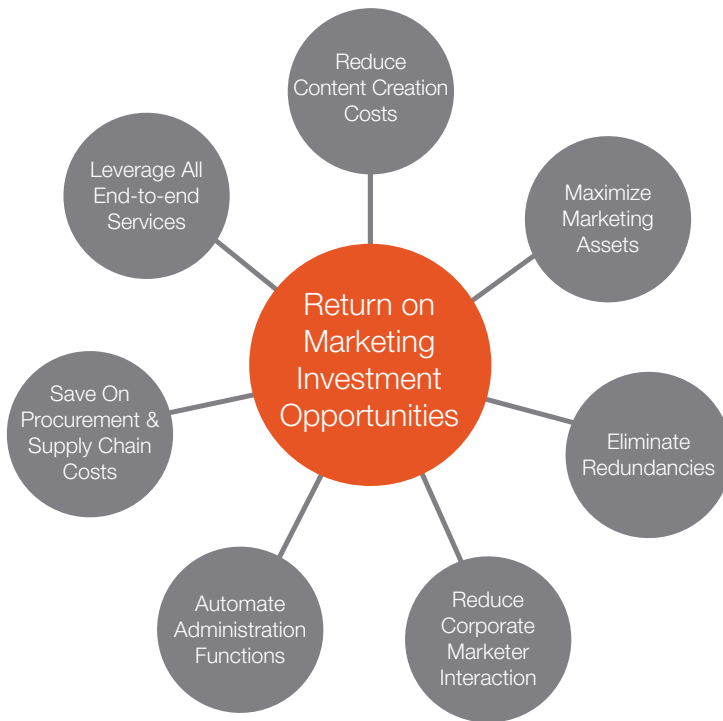 Reduce
Content Creation
Costs
Leverage All
End-to-end
Services
Maximize
Marketing
Assets
Return on
Marketing
Investment
Opportunities
Save On
Procurement &
Supply Chain
Costs
Eliminate
Redundancies
Automate
Administration
Functions
Reduce
Corporate
Marketer
Interaction